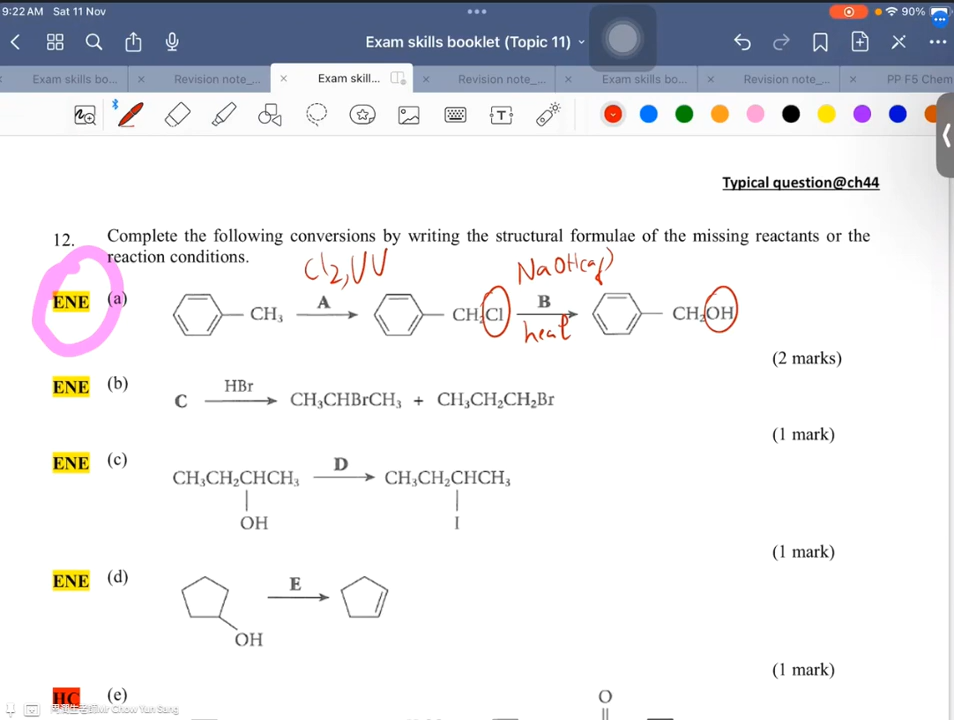 9:22 AM Sat 11 Nov
90%
Exam skills booklet (Topic 11)
Exam skills bo...
Revision note_...
Exam skill...
Revision note_...
Exam skills bo...
Revision note_...
PP F5 Chem
Typical question@ch44
12. Complete the following conversions by writing the structural formulae of the missing reactants or the
reaction conditions.
Cl2, UV
NaOH(aq)
ENE (a) CH₃ A CH₂Cl B CH₂OH
heat
(2 marks)
ENE (b) C HBr CH₃CHBrCH₃ + CH₃CH₂CH₂Br
(1 mark)
ENE (c) CH₃CH₂CHCH₃ D CH₃CH₂CHCH₃
OH I
(1 mark)
ENE (d) E
OH
(1 mark)
HC (e) O
Mr Chow Yun Sang